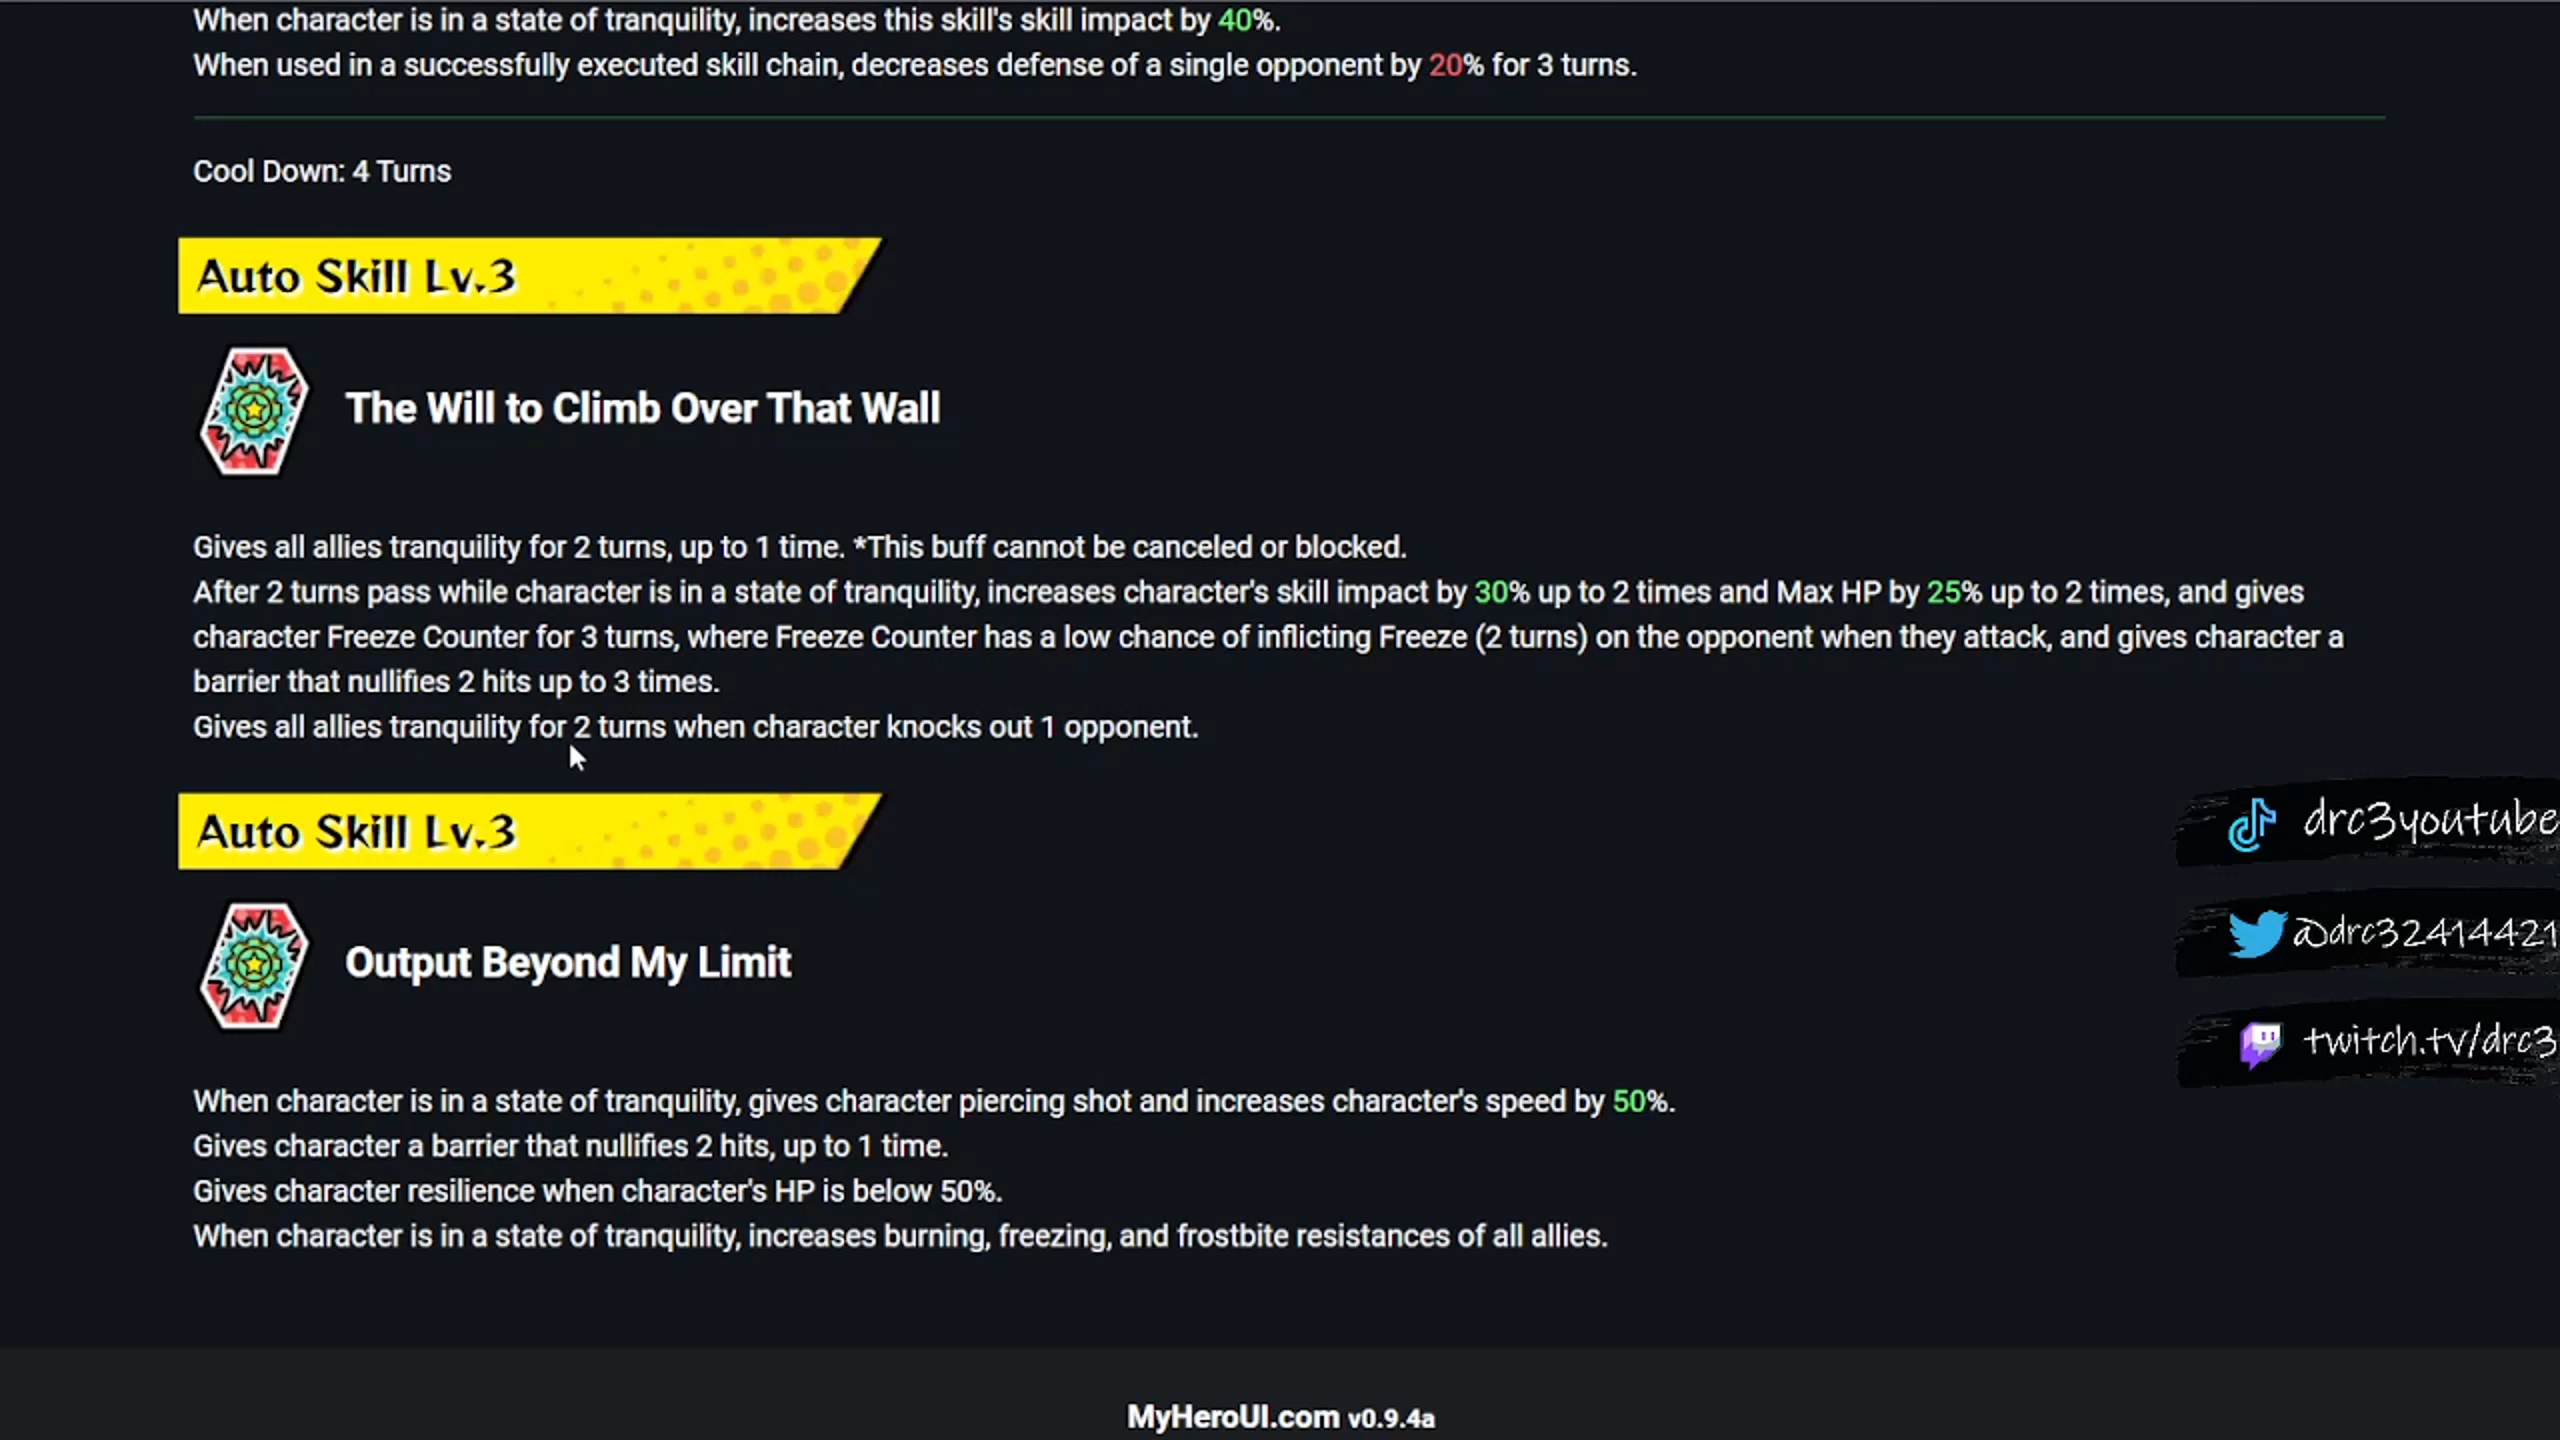 When character is in a state of tranquility, increases this skill's skill impact by 40%.
When used in a successfully executed skill chain, decreases defense of a single opponent by 20% for 3 turns.
Cool Down: 4 Turns
Auto Skill Lv.3
The Will to Climb Over That Wall
Gives all allies tranquility for 2 turns, up to 1 time. *This buff cannot be canceled or blocked.
After 2 turns pass while character is in a state of tranquility, increases character's skill impact by 30% up to 2 times and Max HP by 25% up to 2 times, and gives
character Freeze Counter for 3 turns, where Freeze Counter has a low chance of inflicting Freeze (2 turns) on the opponent when they attack, and gives character a
barrier that nullifies 2 hits up to 3 times.
Gives all allies tranquility for 2 turns when character knocks out 1 opponent.
Auto Skill Lv.3
drc3youtube
@drc32414421
Output Beyond My Limit
twitch.tv/drc3
When character is in a state of tranquility, gives character piercing shot and increases character's speed by 50%.
Gives character a barrier that nullifies 2 hits, up to 1 time.
Gives character resilience when character's HP is below 50%.
When character is in a state of tranquility, increases burning, freezing, and frostbite resistances of all allies.
MyHeroUI.com v0.9.4a